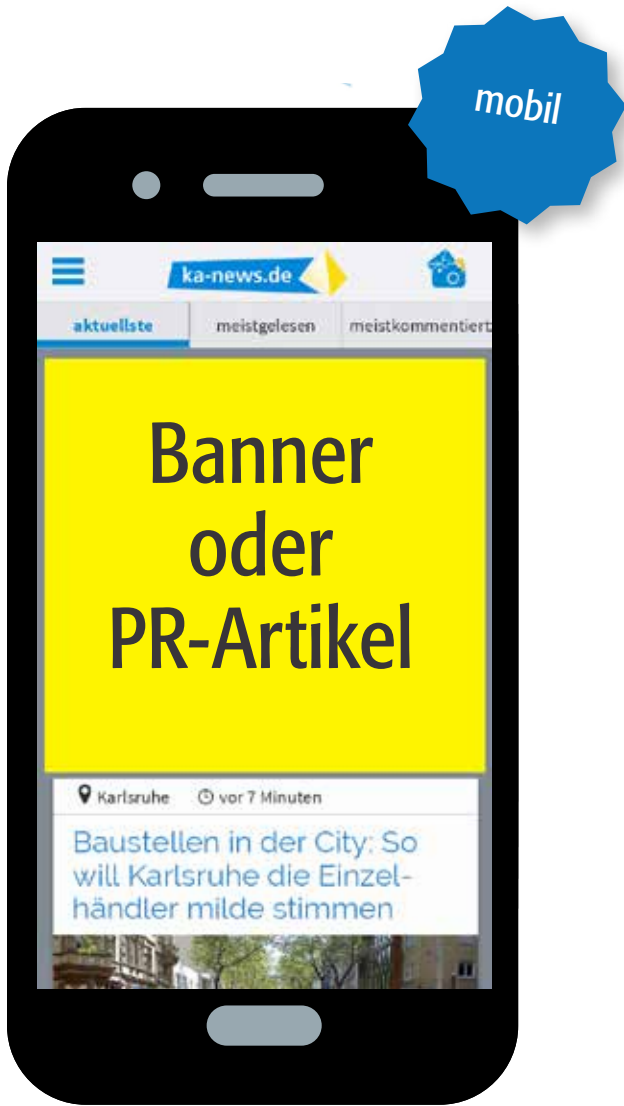 mobil
ka-news.de
aktuellste meistgelesen meistkommentiert
Banner
oder
PR-Artikel
Karlsruhe vor 7 Minuten
Baustellen in der City: So
will Karlsruhe die Einzel-
händler milde stimmen